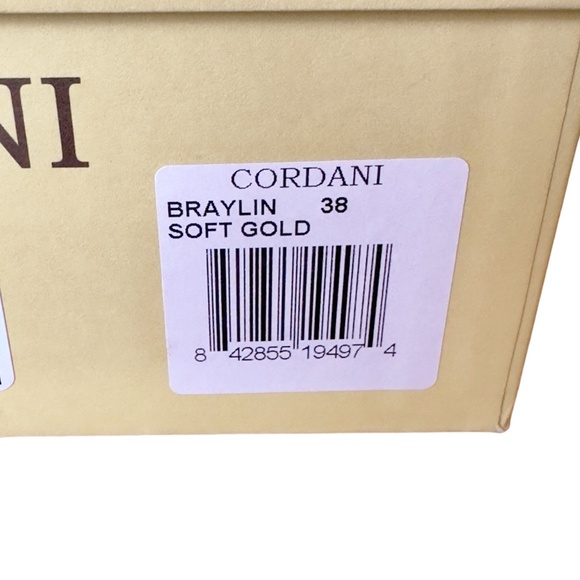 NI
CORDANI
BRAYLIN 38
SOFT GOLD
8 42855 19497 4